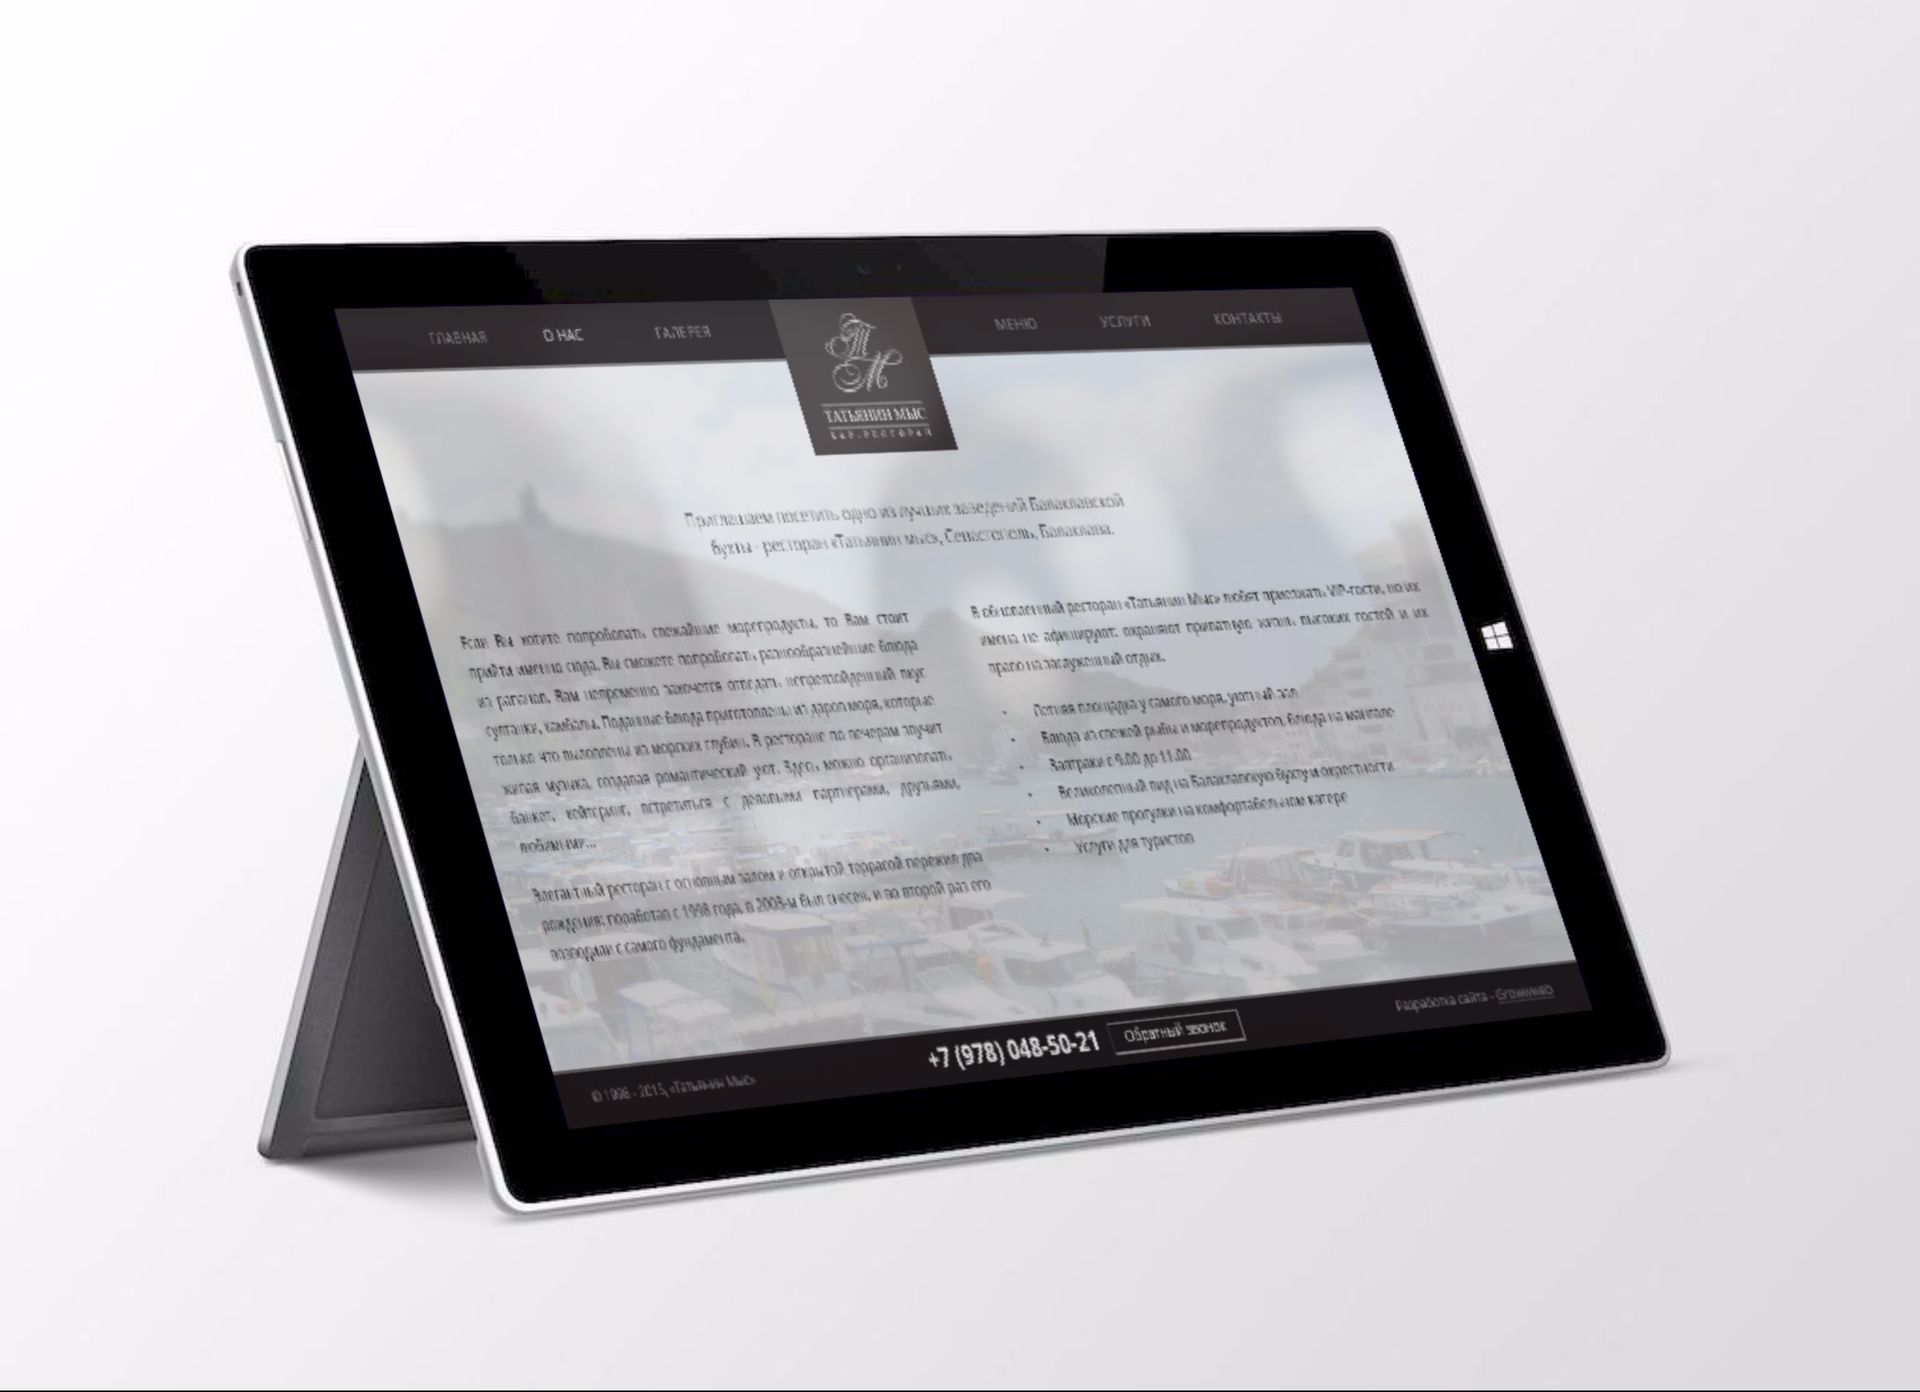 ГЛАВНАЯ О НАС ГАЛЕРЕЯ МЕНЮ УСЛУГИ КОНТАКТЫ
ТМ
ТАТЬЯНИН МЫС
БАР-РЕСТОРАН
Приглашаем посетить одно из лучших заведений Балаклавской
бухты - ресторан «Татьянин мыс», Севастополь, Балаклава.
Если Вы хотите попробовать свежайшие морепродукты, то Вам стоит
прийти именно сюда. Вы сможете попробовать разнообразнейшие блюда
из рапанов. Вам непременно захочется отведать непревзойденный вкус
султанки, камбалы. Поданные блюда приготовлены из даров моря, которые
только что выловлены из морских глубин. В ресторане по вечерам звучит
живая музыка, создавая романтический уют. Здесь можно организовать
банкет, кейтеринг, встретиться с деловыми партнерами, друзьями,
любимыми...
Элегантный ресторан с основным залом и открытой террасой пережил два
рождения: поработав с 1998 года, в 2008-м был снесен, и во второй раз его
возводили с самого фундамента.
В обновленный ресторан «Татьянин Мыс» любят приезжать VIP-гости, но их
имена не афишируют, охраняют приватную жизнь высоких гостей и их
право на заслуженный отдых.
• Летняя площадка у самого моря, уютный зал
• Блюда из свежей рыбы и морепродуктов, блюда на мангале
• Завтраки с 9.00 до 11.00
• Великолепный вид на Балаклавскую бухту и окрестности
• Морские прогулки на комфортабельном катере
• Услуги для туристов
© 1998 - 2015, «Татьянин Мыс»
+7 (978) 048-50-21 Обратный звонок
Разработка сайта - Growweb